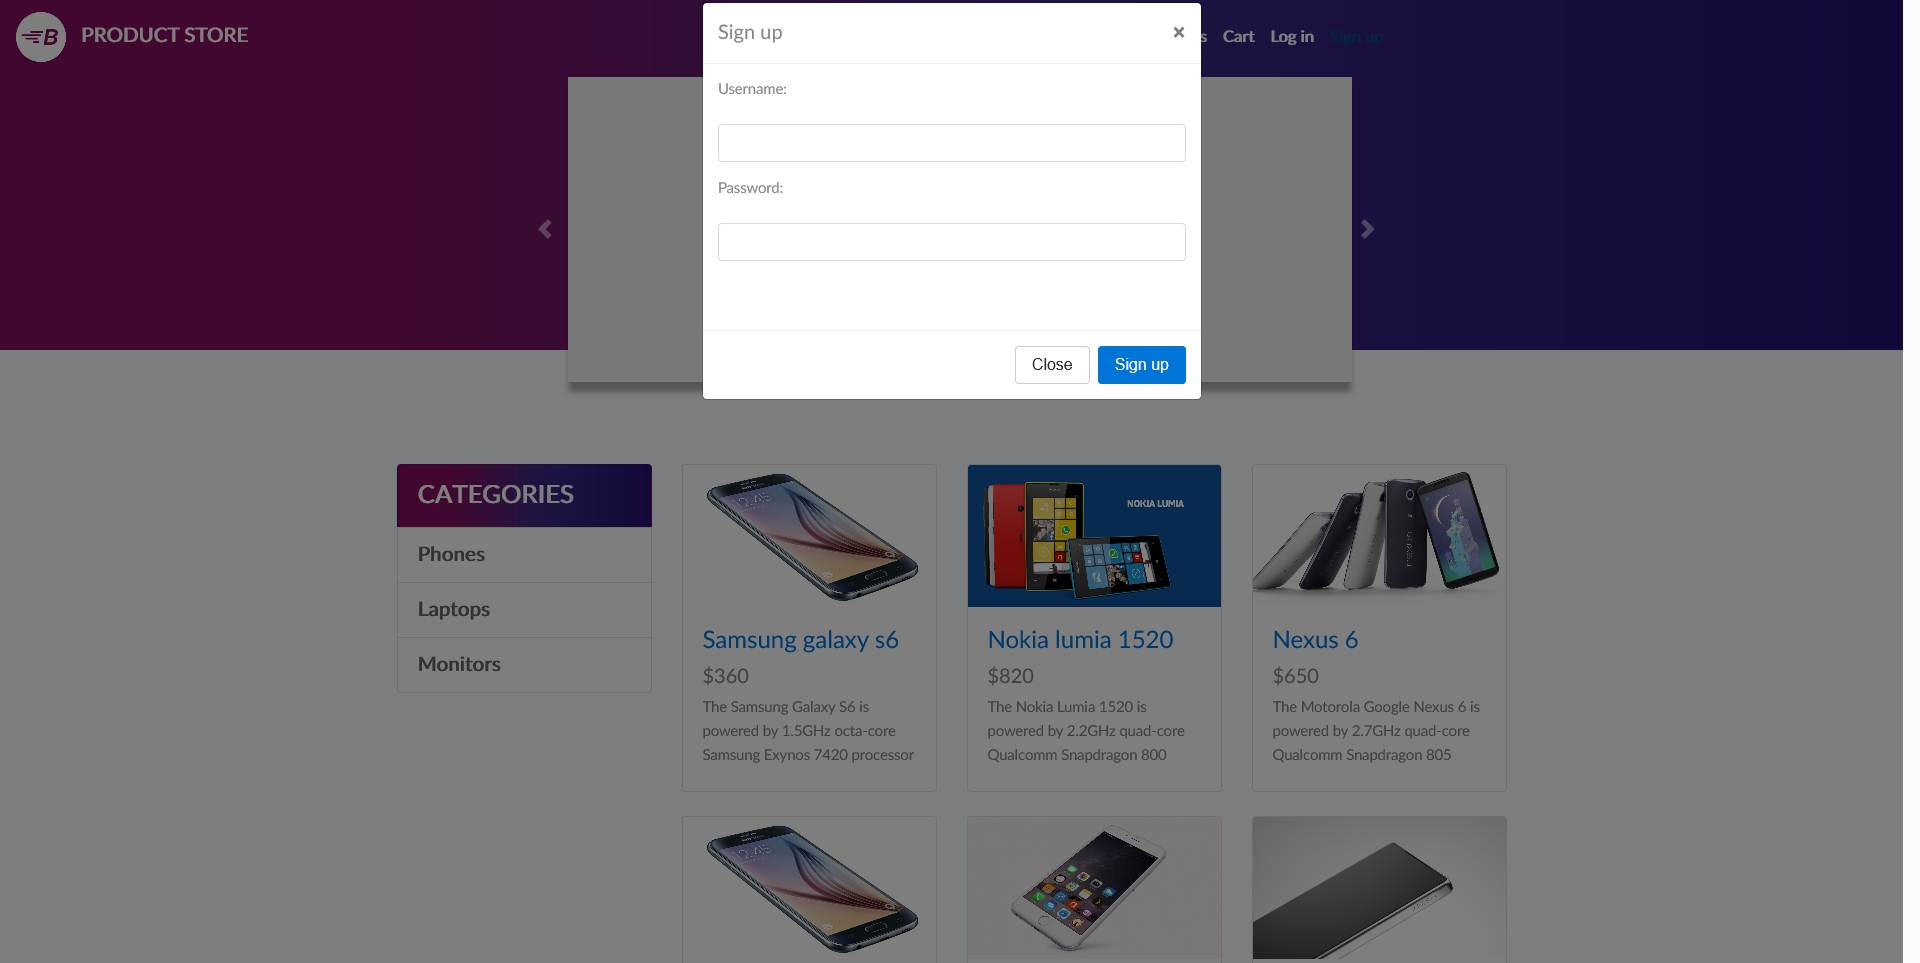 PRODUCT STORE
Sign up
×
s Cart Log in Sign up
Username:
Password:
Close
Sign up
CATEGORIES
Phones
Laptops
Monitors
NOKIA LUMIA
Samsung galaxy s6
$360
The Samsung Galaxy S6 is
powered by 1.5GHz octa-core
Samsung Exynos 7420 processor
Nokia lumia 1520
$820
The Nokia Lumia 1520 is
powered by 2.2GHz quad-core
Qualcomm Snapdragon 800
Nexus 6
$650
The Motorola Google Nexus 6 is
powered by 2.7GHz quad-core
Qualcomm Snapdragon 805